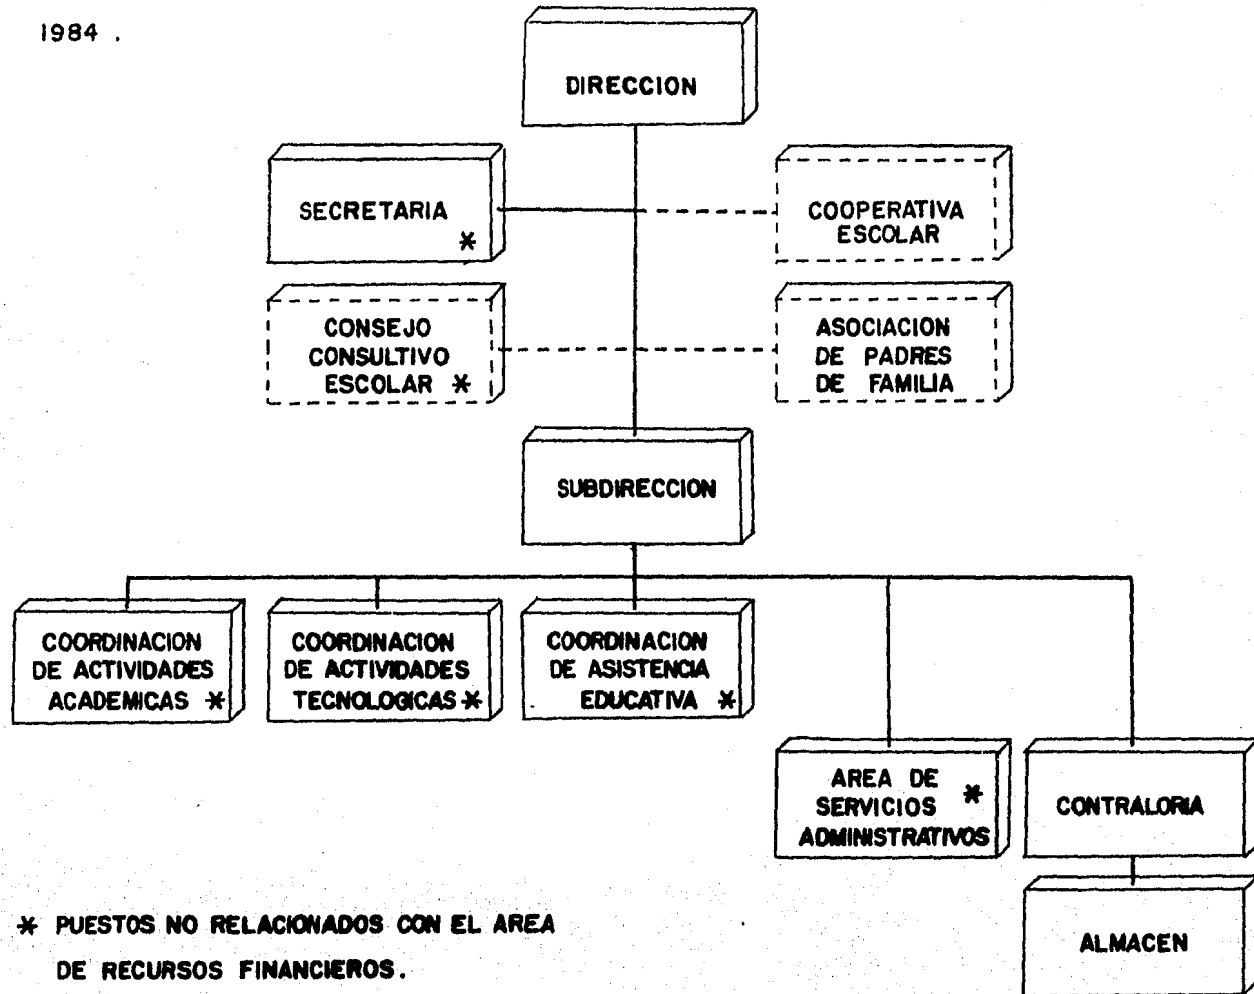 1984 .
DIRECCION
SECRETARIA
*
COOPERATIVA
ESCOLAR
CONSEJO
CONSULTIVO
ESCOLAR *
ASOCIACION
DE PADRES
DE FAMILIA
SUBDIRECCION
COORDINACION
DE ACTIVIDADES
ACADEMICAS *
COORDINACION
DE ACTIVIDADES
TECNOLOGICAS *
COORDINACION
DE ASISTENCIA
EDUCATIVA *
AREA DE
SERVICIOS *
ADMINISTRATIVOS
CONTRALORIA
ALMACEN
* PUESTOS NO RELACIONADOS CON EL AREA
DE RECURSOS FINANCIEROS.